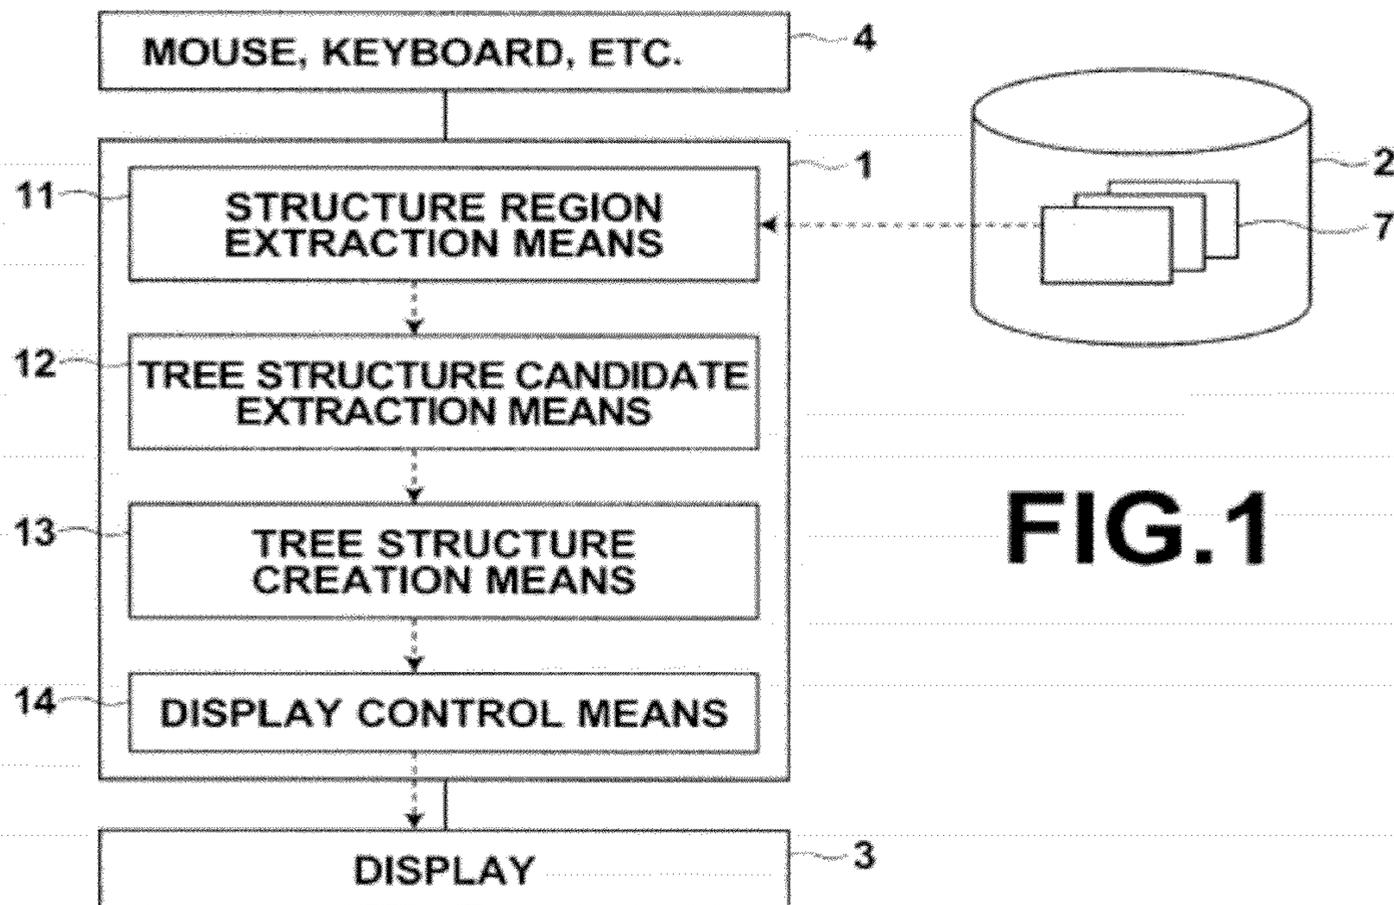 MOUSE, KEYBOARD, ETC.
4
1
2
7
11
STRUCTURE REGION
EXTRACTION MEANS
12
TREE STRUCTURE CANDIDATE
EXTRACTION MEANS
13
TREE STRUCTURE
CREATION MEANS
14
DISPLAY CONTROL MEANS
DISPLAY
3
FIG.1